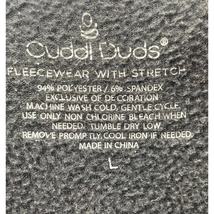 Cuddl Duds®
FLEECEWEAR WITH STRETCH
94% POLYESTER / 6% SPANDEX
EXCLUSIVE OF DECORATION
MACHINE WASH COLD, GENTLE CYCLE.
USE ONLY NON CHLORINE BLEACH WHEN
NEEDED. TUMBLE DRY LOW.
REMOVE PROMPTLY, COOL IRON IF NEEDED.
MADE IN CHINA
L